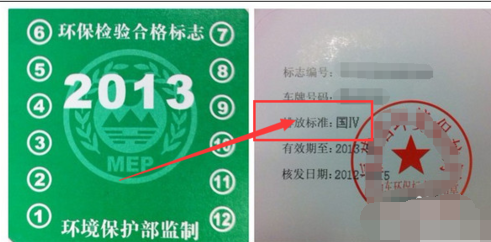 ⑥ 环保检验合格标志 ⑦
⑤ ⑧
2013
④ ⑨
③ ⑩
MEP
② ⑪
① ⑫
环境保护部监制
标志编号:
车牌号码:
放标准:国Ⅳ
有效期至:2013
核发日期:2012-